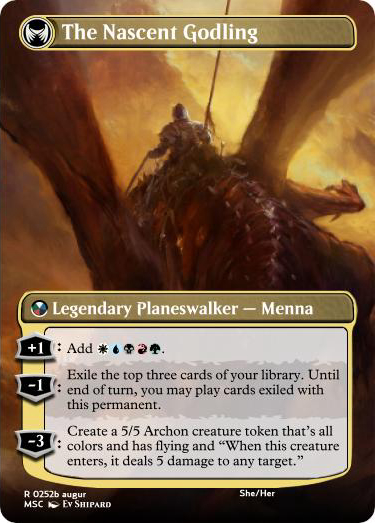 The Nascent Godling
Legendary Planeswalker — Menna
+1: Add
.
-1: Exile the top three cards of your library. Until
end of turn, you may play cards exiled with
this permanent.
-3: Create a 5/5 Archon creature token that's all
colors and has flying and “When this creature
enters, it deals 5 damage to any target.”
R 0252b augur
She/Her
MSC Ev Shipard